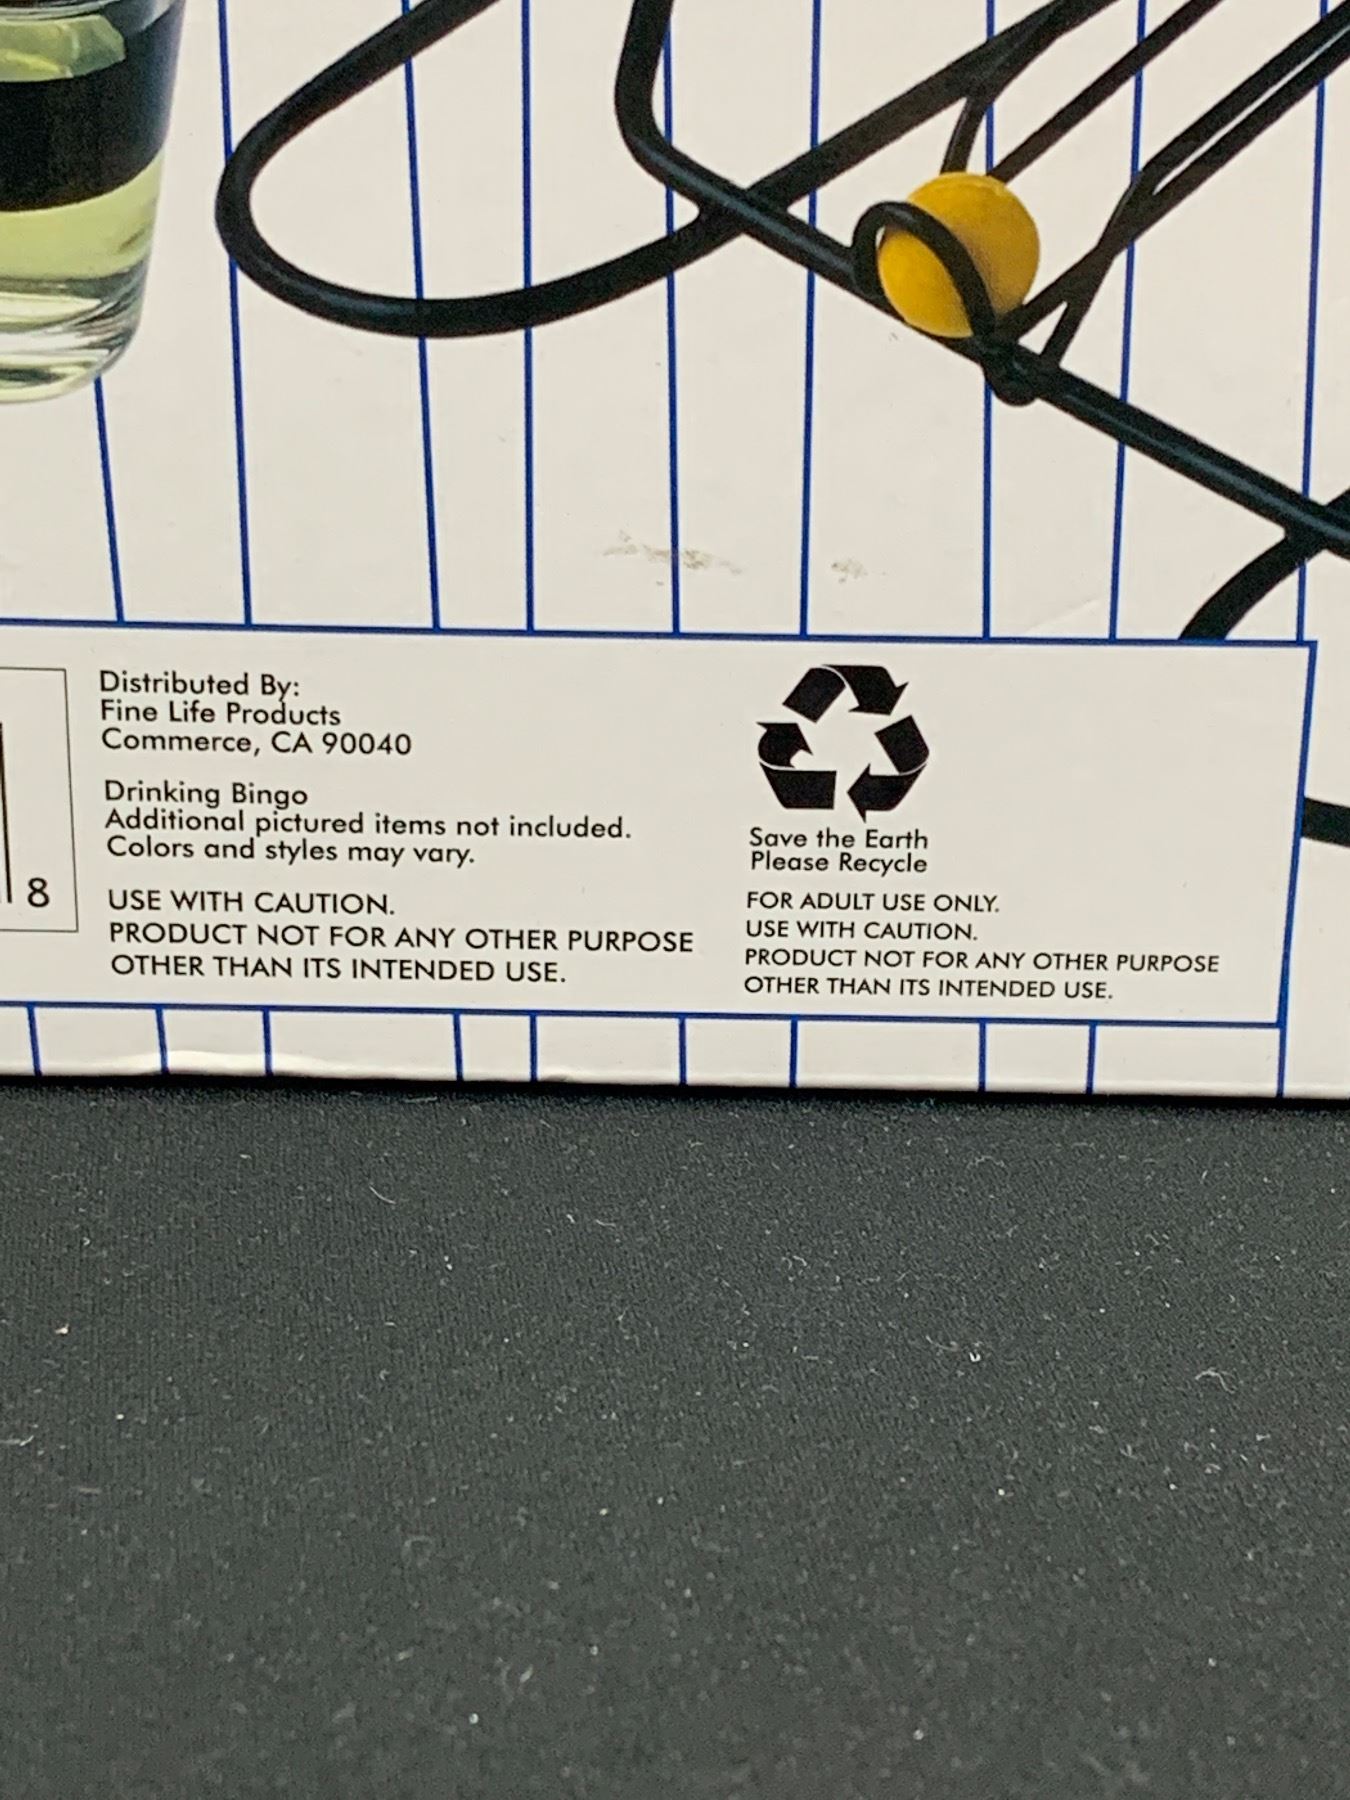 Distributed By:
Fine Life Products
Commerce, CA 90040
Drinking Bingo
Additional pictured items not included.
Colors and styles may vary.
8
USE WITH CAUTION.
PRODUCT NOT FOR ANY OTHER PURPOSE
OTHER THAN ITS INTENDED USE.
Save the Earth
Please Recycle
FOR ADULT USE ONLY.
USE WITH CAUTION.
PRODUCT NOT FOR ANY OTHER PURPOSE
OTHER THAN ITS INTENDED USE.